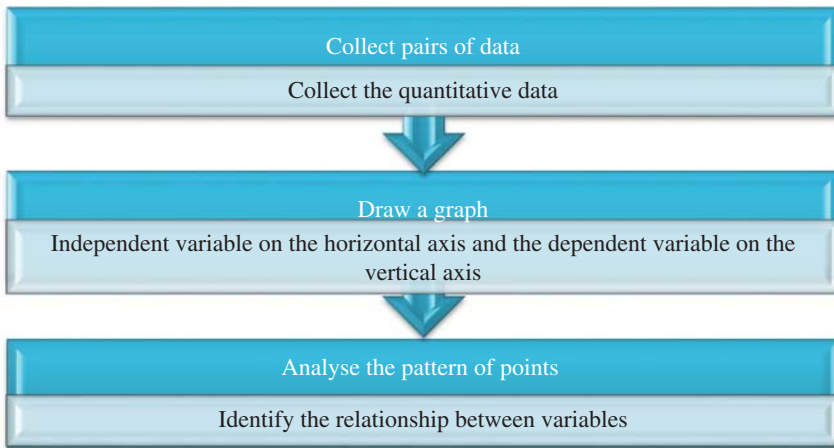 Collect pairs of data
Collect the quantitative data
Draw a graph
Independent variable on the horizontal axis and the dependent variable on the
vertical axis
Analyse the pattern of points
Identify the relationship between variables